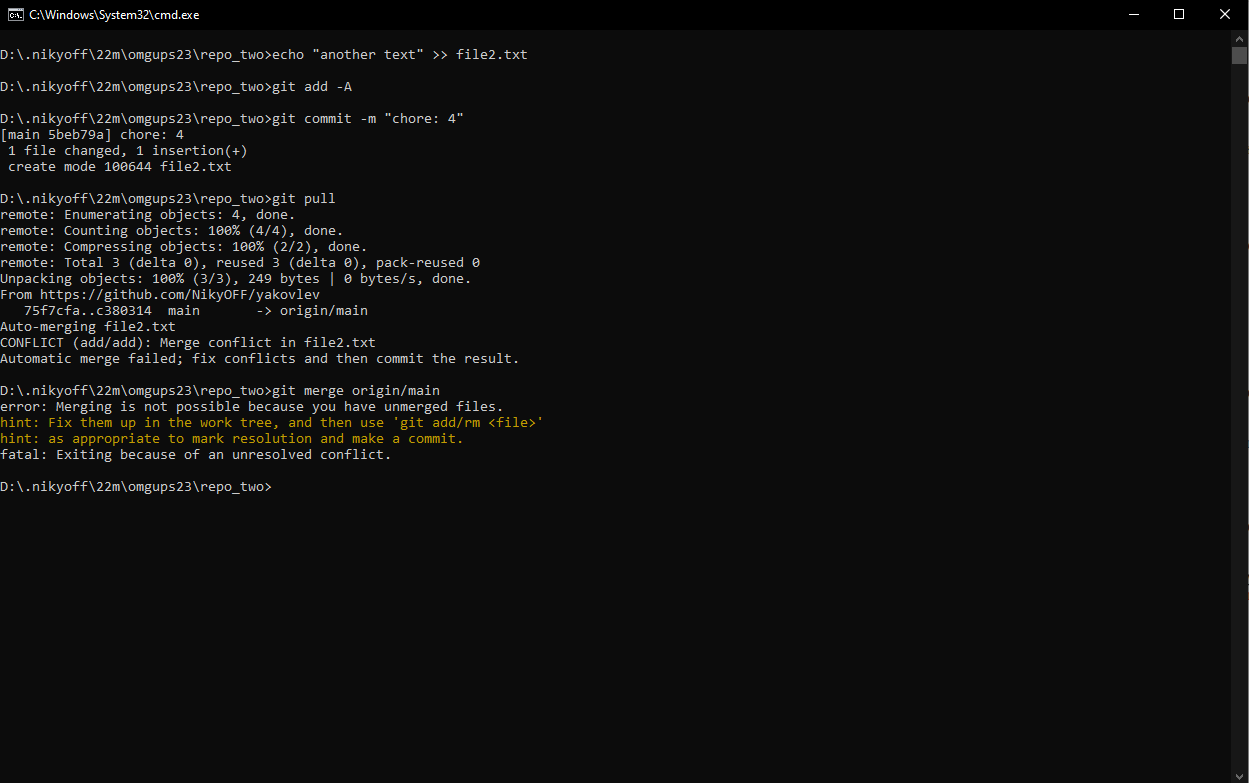 C:\Windows\System32\cmd.exe
D:\.nikyoff\22m\omgups23\repo_two>echo "another text" >> file2.txt
D:\.nikyoff\22m\omgups23\repo_two>git add -A
D:\.nikyoff\22m\omgups23\repo_two>git commit -m "chore: 4"
[main 5beb79a] chore: 4
 1 file changed, 1 insertion(+)
 create mode 100644 file2.txt
D:\.nikyoff\22m\omgups23\repo_two>git pull
remote: Enumerating objects: 4, done.
remote: Counting objects: 100% (4/4), done.
remote: Compressing objects: 100% (2/2), done.
remote: Total 3 (delta 0), reused 3 (delta 0), pack-reused 0
Unpacking objects: 100% (3/3), 249 bytes | 0 bytes/s, done.
From https://github.com/NikyOFF/yakovlev
   75f7cfa..c380314  main       -> origin/main
Auto-merging file2.txt
CONFLICT (add/add): Merge conflict in file2.txt
Automatic merge failed; fix conflicts and then commit the result.
D:\.nikyoff\22m\omgups23\repo_two>git merge origin/main
error: Merging is not possible because you have unmerged files.
hint: Fix them up in the work tree, and then use 'git add/rm <file>'
hint: as appropriate to mark resolution and make a commit.
fatal: Exiting because of an unresolved conflict.
D:\.nikyoff\22m\omgups23\repo_two>